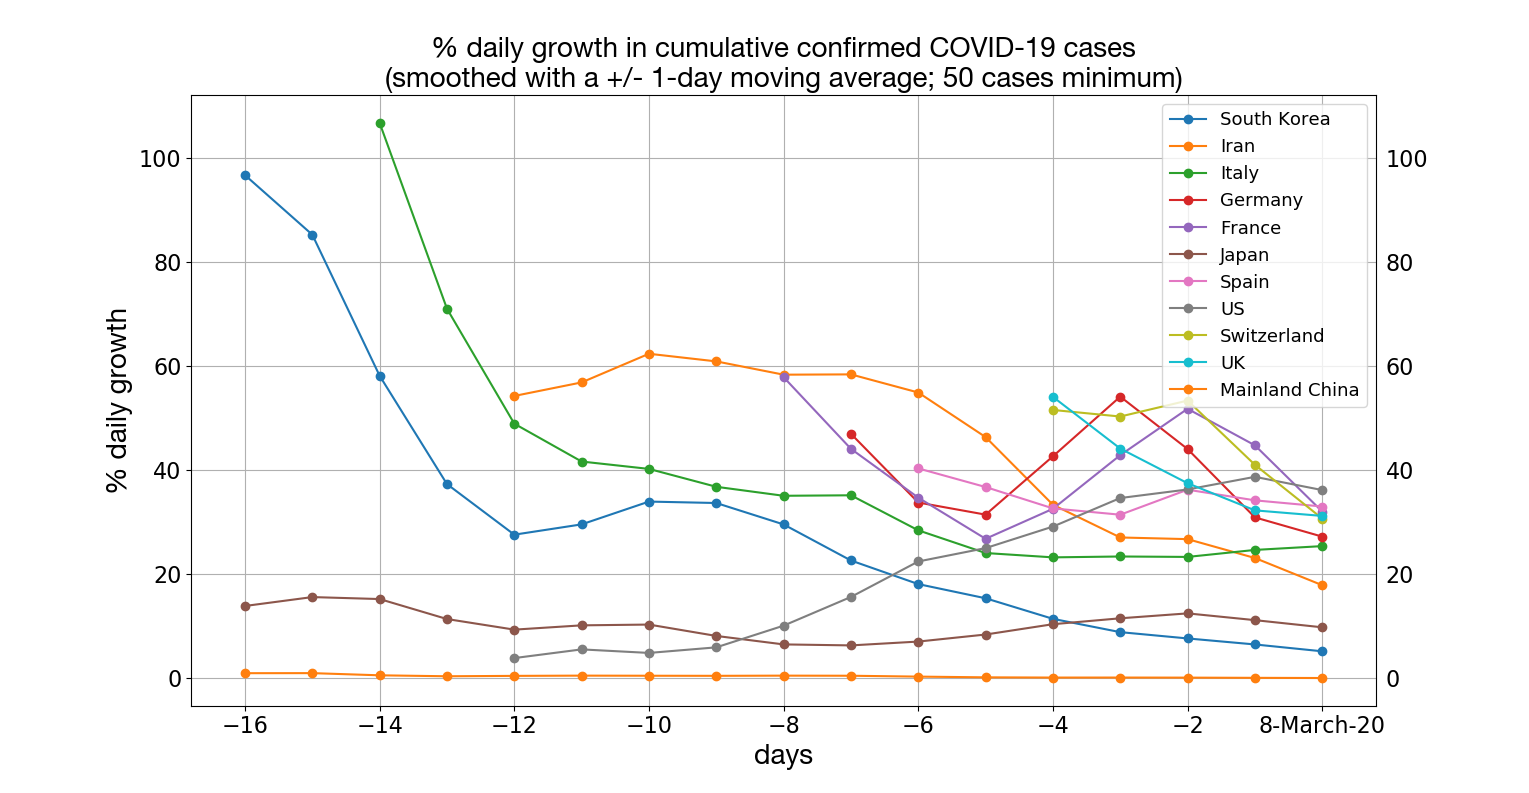 % daily growth in cumulative confirmed COVID-19 cases
(smoothed with a +/- 1-day moving average; 50 cases minimum)
South Korea
Iran
Italy
Germany
France
Japan
Spain
US
Switzerland
UK
Mainland China
% daily growth
100
80
60
40
20
0
100
80
60
40
20
0
−16 −14 −12 −10 −8 −6 −4 −2 8-March-20
days